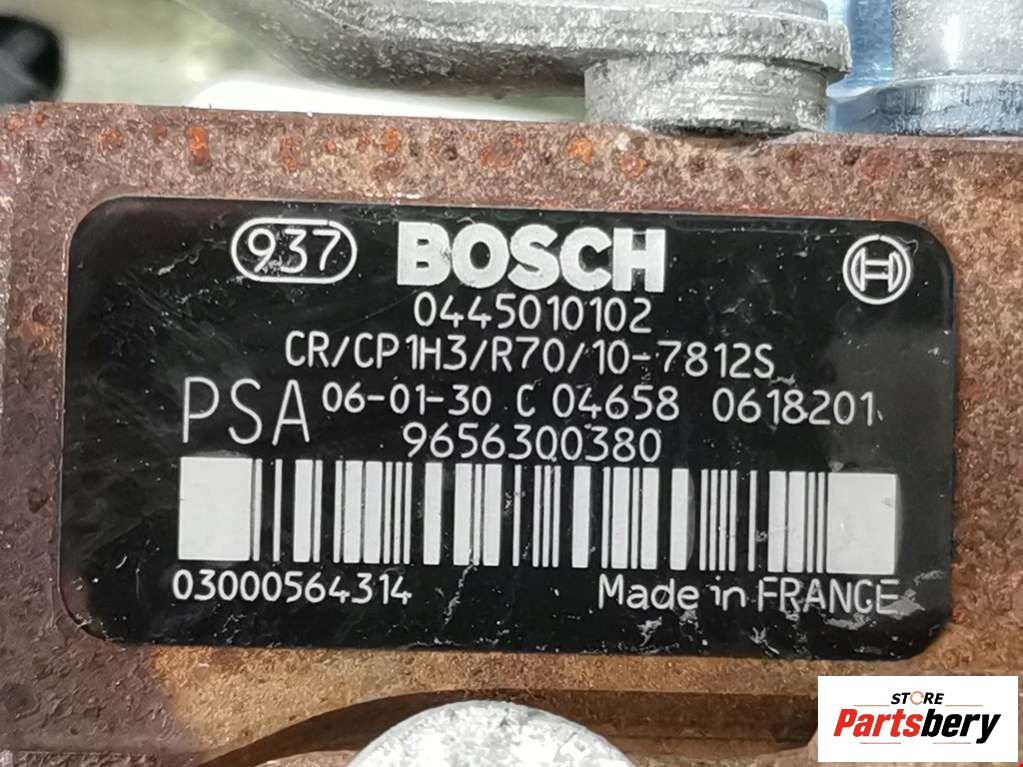 937 BOSCH
0445010102
CR/CP1H3/R70/10-7812S
PSA 06-01-30 C 04658 0618201
9656300380
03000564314 Made in FRANCE
STORE
Partsbery